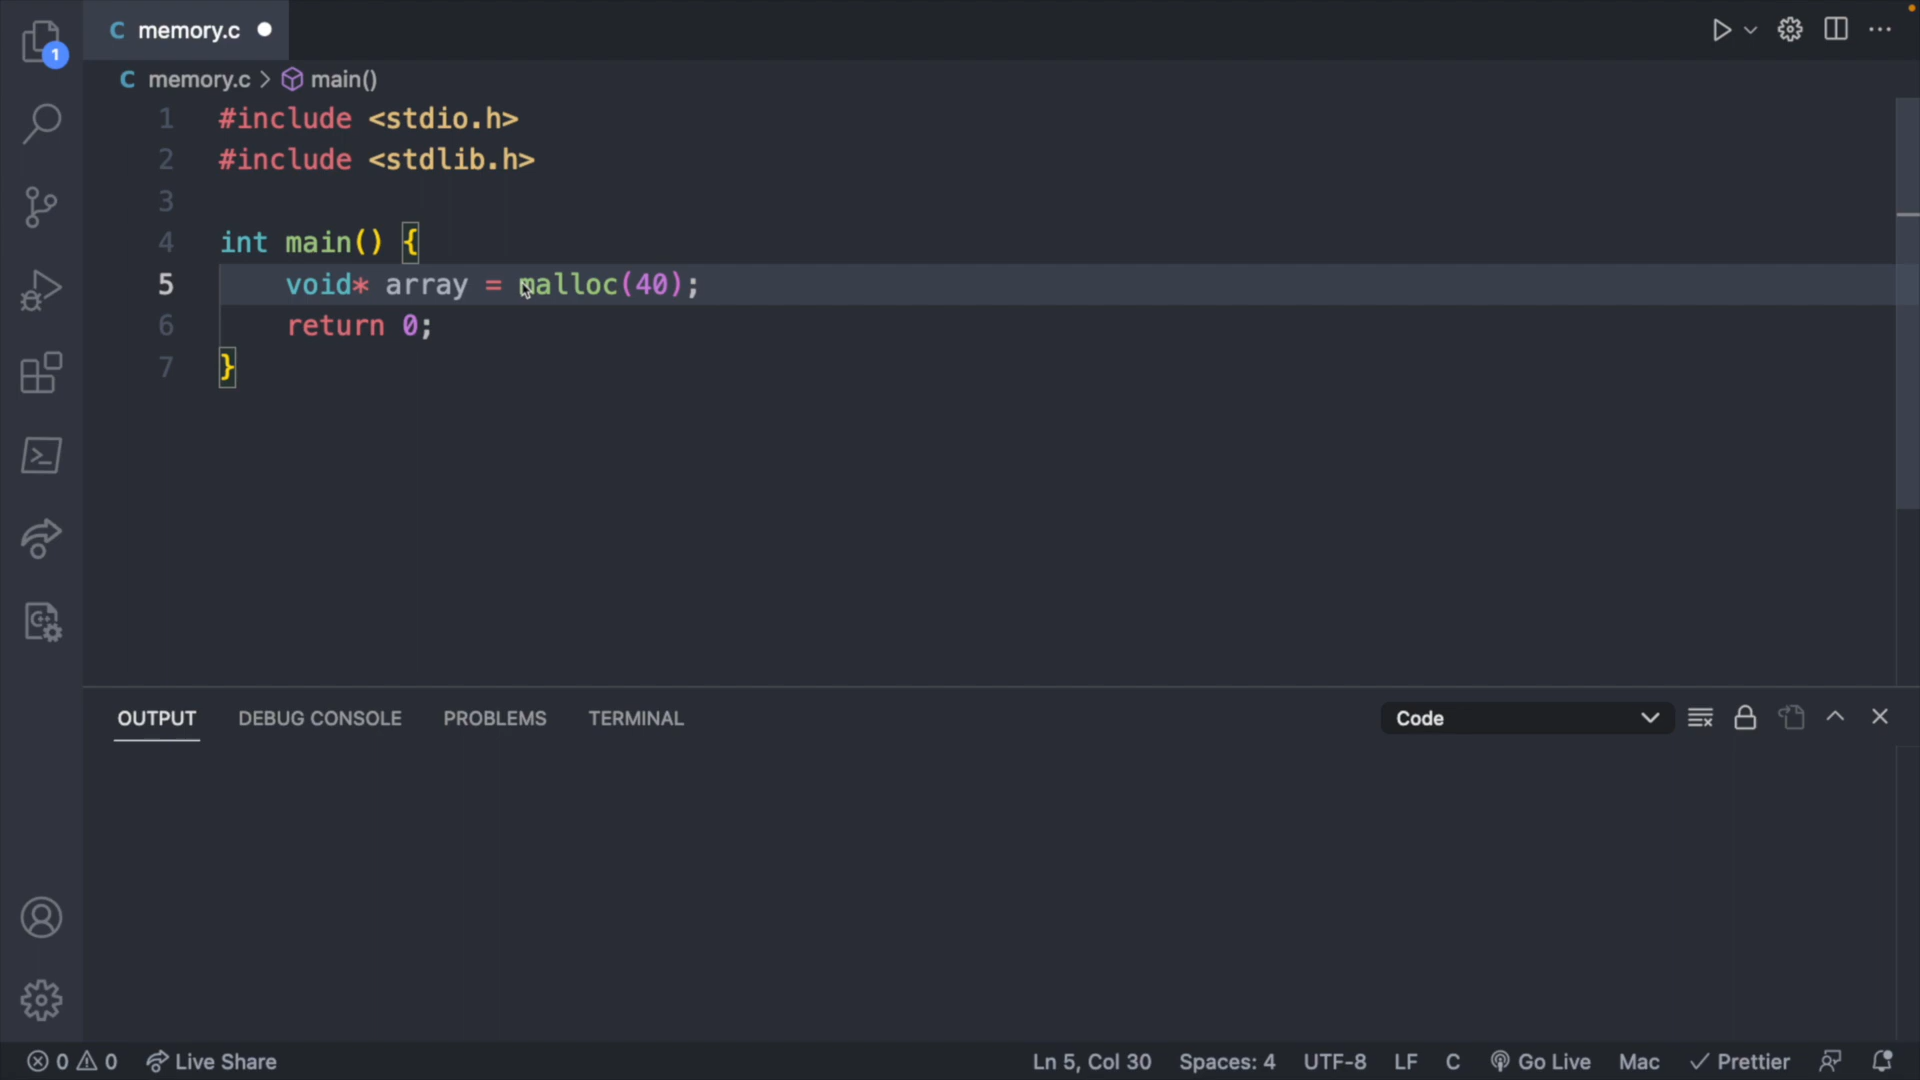 C memory.c
C memory.c > main()
1
1 #include <stdio.h>
2 #include <stdlib.h>
3
4 int main() {
5 void* array = malloc(40);
6 return 0;
7 }
OUTPUT DEBUG CONSOLE PROBLEMS TERMINAL Code
0 0 Live Share Ln 5, Col 30 Spaces: 4 UTF-8 LF C Go Live Mac Prettier